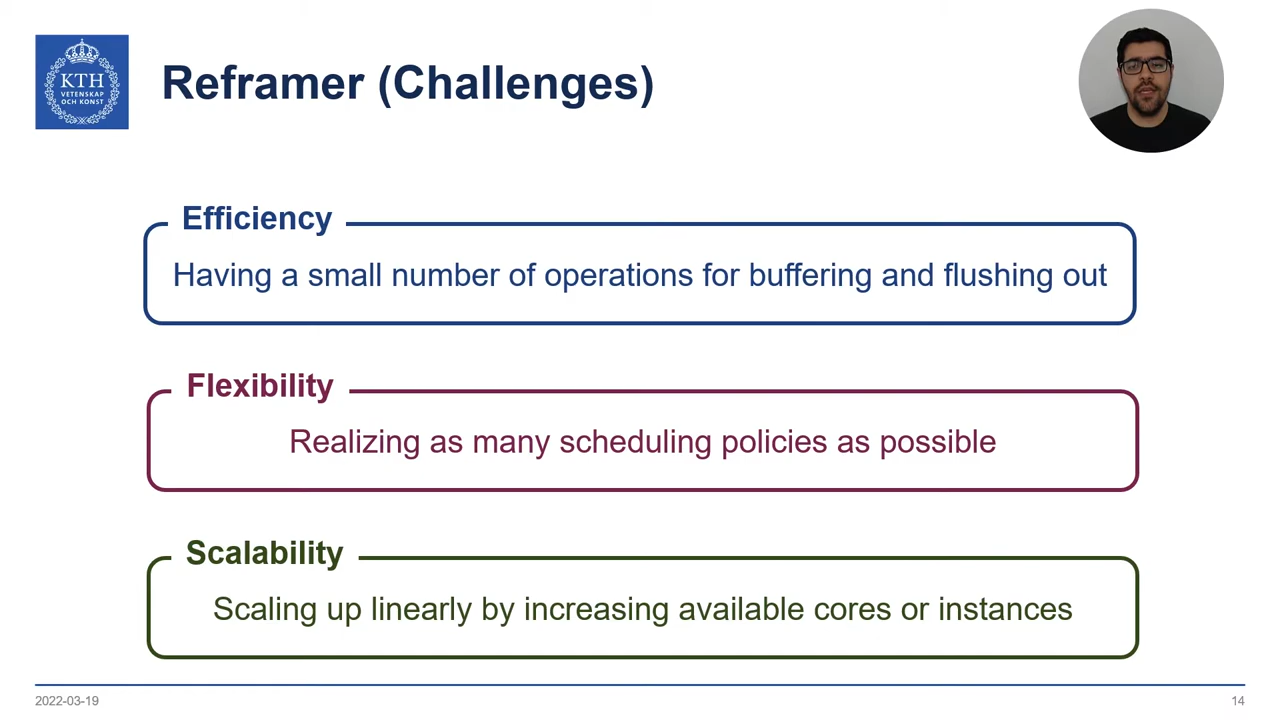 KTH
VETENSKAP
OCH KONST
Reframer (Challenges)
Efficiency
Having a small number of operations for buffering and flushing out
Flexibility
Realizing as many scheduling policies as possible
Scalability
Scaling up linearly by increasing available cores or instances
2022-03-19
14